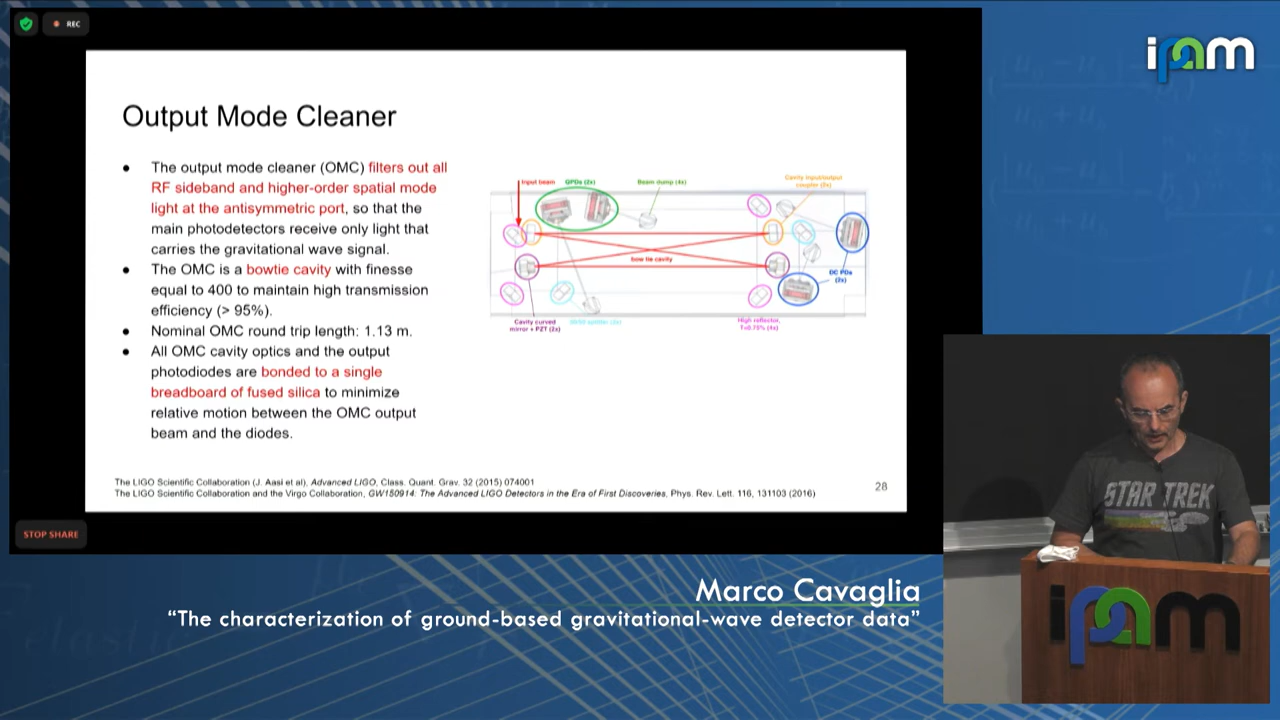 REC
ipam
Output Mode Cleaner
● The output mode cleaner (OMC) filters out all
RF sideband and higher-order spatial mode
light at the antisymmetric port, so that the
main photodetectors receive only light that
carries the gravitational wave signal.
● The OMC is a bowtie cavity with finesse
equal to 400 to maintain high transmission
efficiency (> 95%).
● Nominal OMC round trip length: 1.13 m.
● All OMC cavity optics and the output
photodiodes are bonded to a single
breadboard of fused silica to minimize
relative motion between the OMC output
beam and the diodes.
Input beam
QPDs (2x)
Beam dump (4x)
Cavity input/output
coupler (2x)
bow tie cavity
DC PDs
(2x)
Cavity curved
mirror + PZT (2x)
High reflector,
The LIGO Scientific Collaboration (J. Aasi et al), Advanced LIGO, Class. Quant. Grav. 32 (2015) 074001
The LIGO Scientific Collaboration and the Virgo Collaboration, GW150914: The Advanced LIGO Detectors in the Era of First Discoveries, Phys. Rev. Lett. 116, 131103 (2016)
28
STOP SHARE
STAR TREK
Marco Cavaglia
“The characterization of ground-based gravitational-wave detector data”
ipam